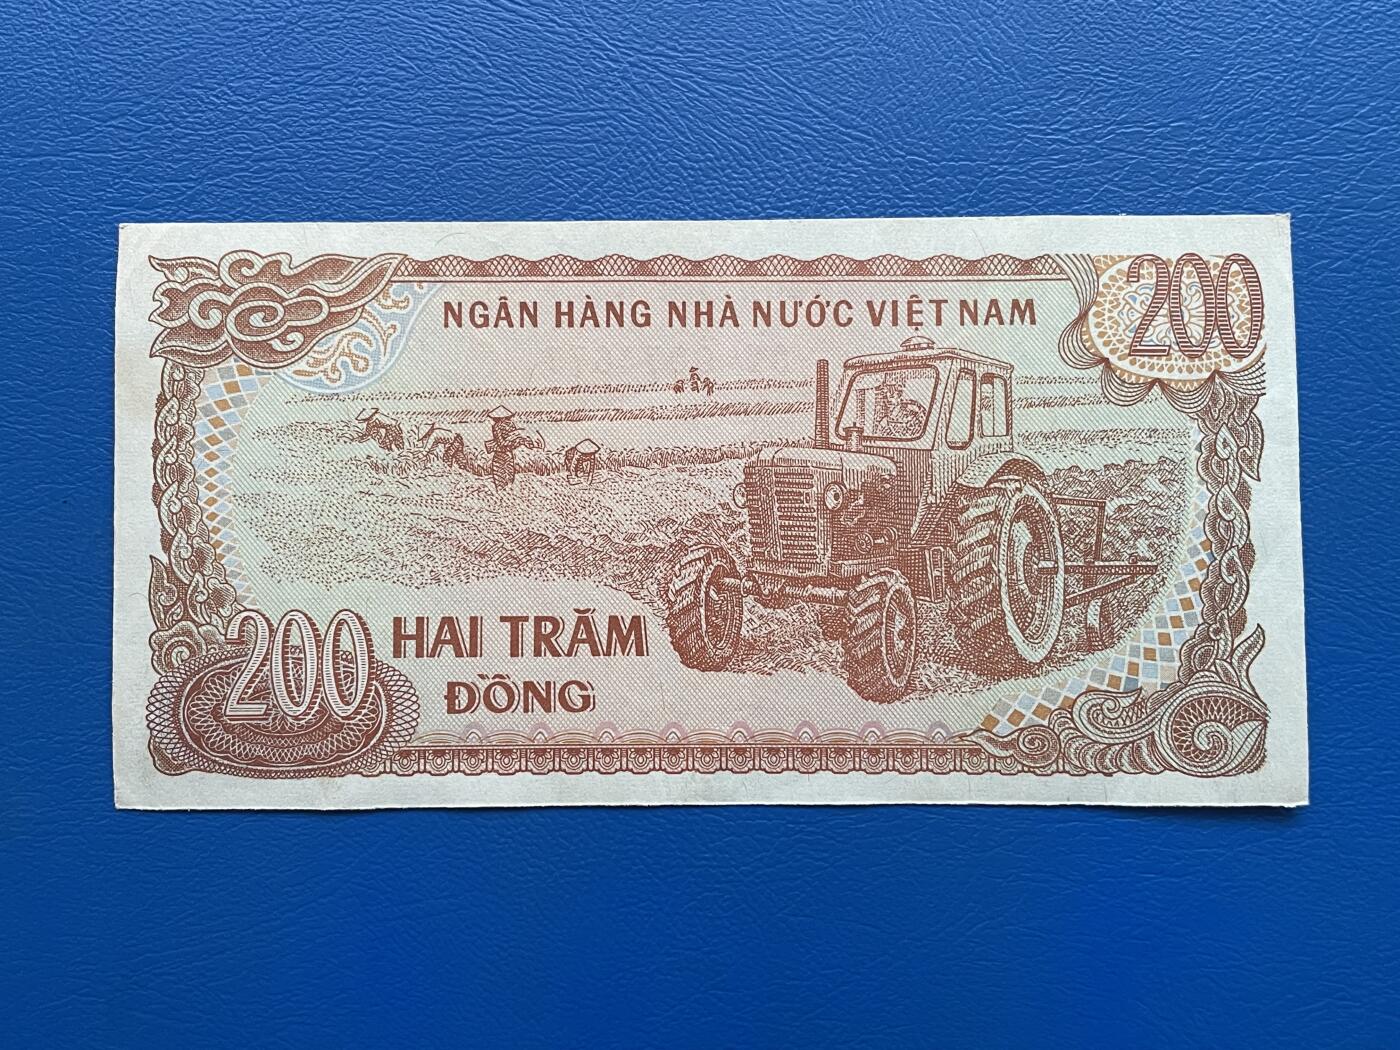 NGÂN HÀNG NHÀ NƯỚC VIỆT NAM
200
200
HAI TRĂM
ĐỒNG